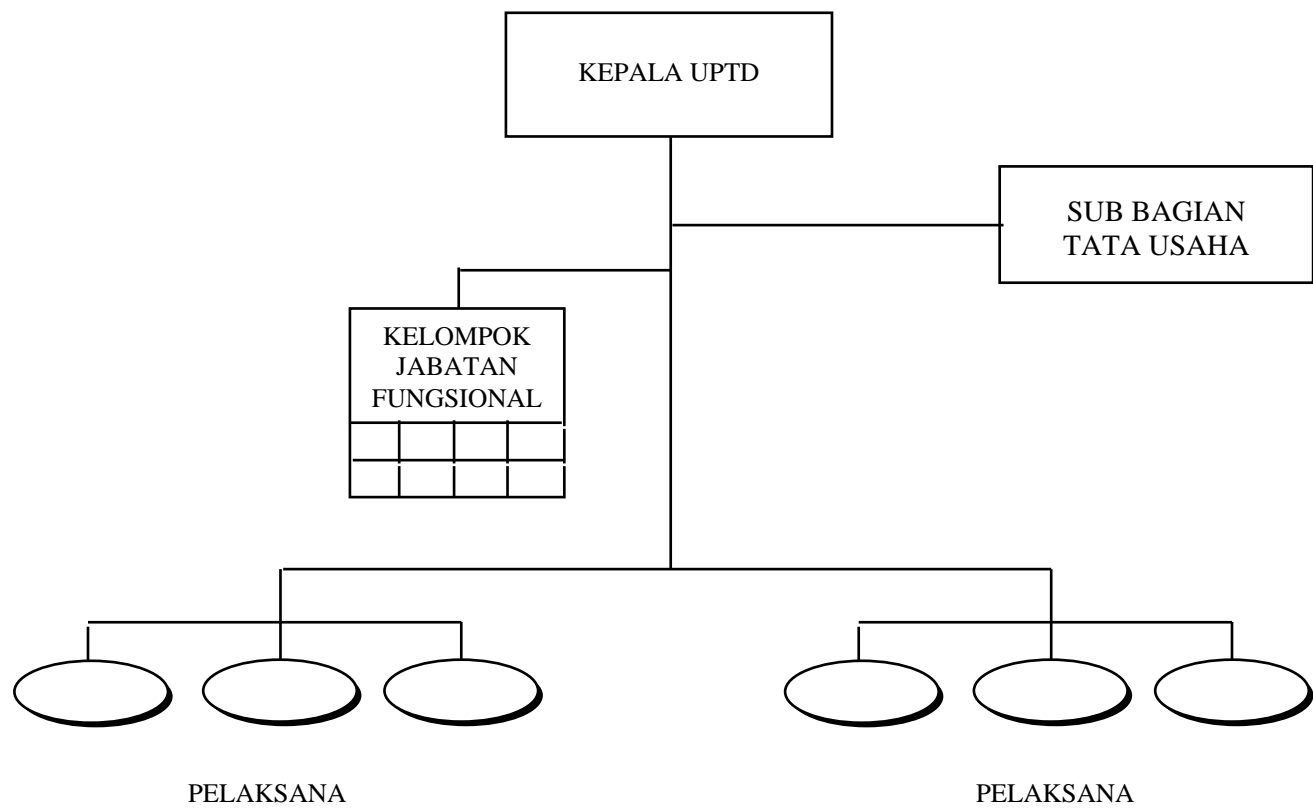 KEPALA UPTD
SUB BAGIAN
TATA USAHA
KELOMPOK
JABATAN
FUNGSIONAL
PELAKSANA
PELAKSANA